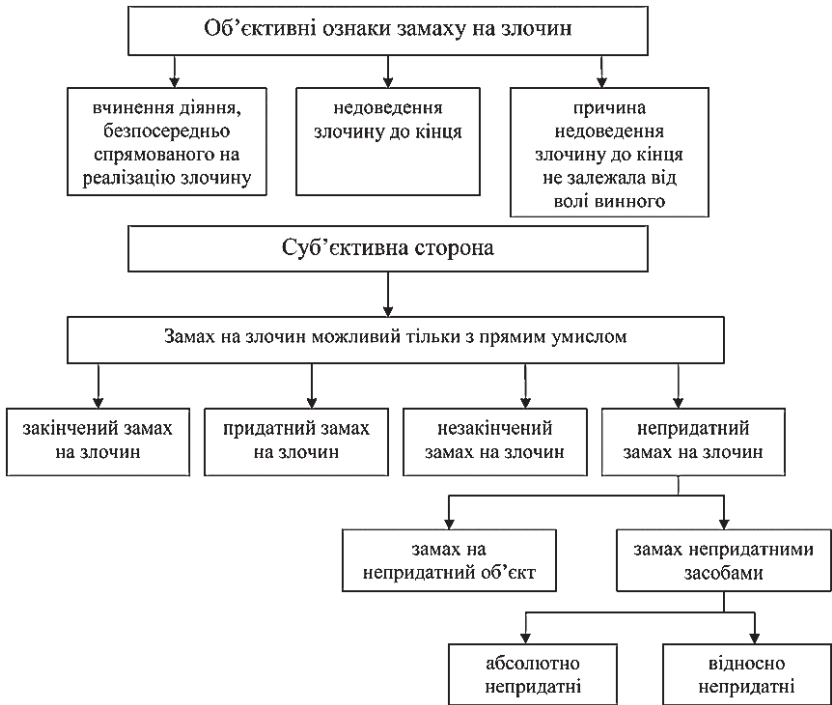 Об’єктивні ознаки замаху на злочин
вчинення діяння,
безпосередньо
спрямованого на
реалізацію злочину
недоведення
злочину до кінця
причина
недоведення
злочину до кінця
не залежала від
волі винного
Суб’єктивна сторона
Замах на злочин можливий тільки з прямим умислом
закінчений замах
на злочин
придатний замах
на злочин
незакінчений
замах на злочин
непридатний
замах на злочин
замах на
непридатний об’єкт
замах непридатними
засобами
абсолютно
непридатні
відносно
непридатні